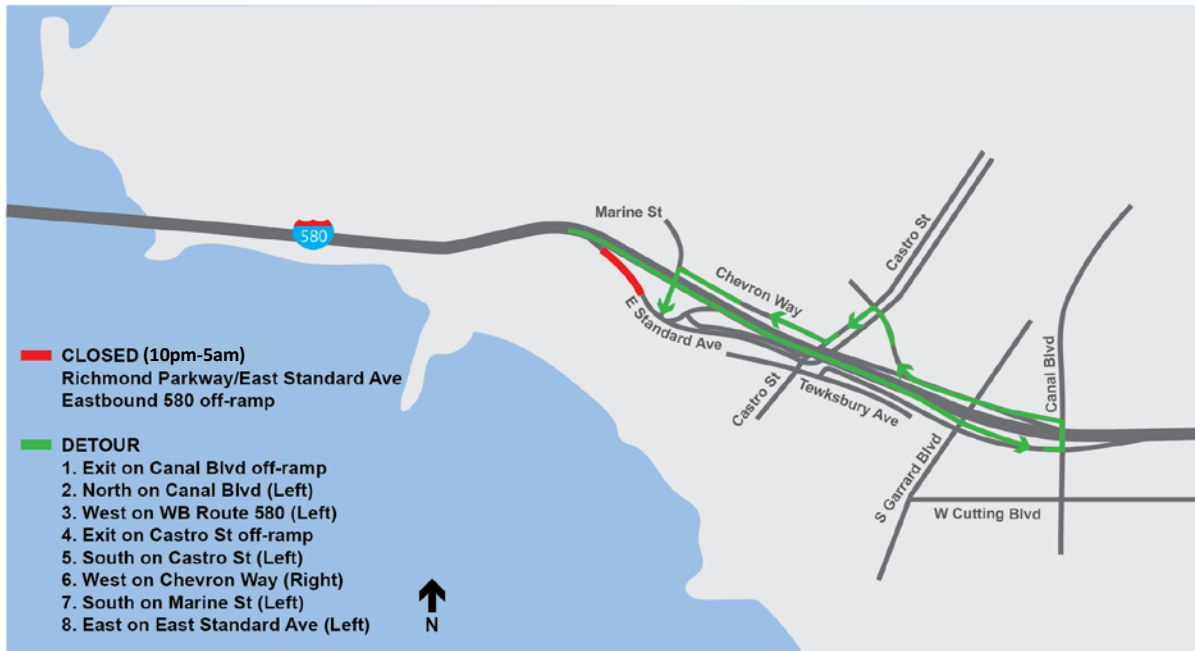 Marine St
580
Castro St
Chevron Way
E Standard Ave
Canal Blvd
Castro St
Tewksbury Ave
S Garrard Blvd
W Cutting Blvd
CLOSED (10pm-5am)
Richmond Parkway/East Standard Ave
Eastbound 580 off-ramp
DETOUR
1. Exit on Canal Blvd off-ramp
2. North on Canal Blvd (Left)
3. West on WB Route 580 (Left)
4. Exit on Castro St off-ramp
5. South on Castro St (Left)
6. West on Chevron Way (Right)
7. South on Marine St (Left)
8. East on East Standard Ave (Left)
N